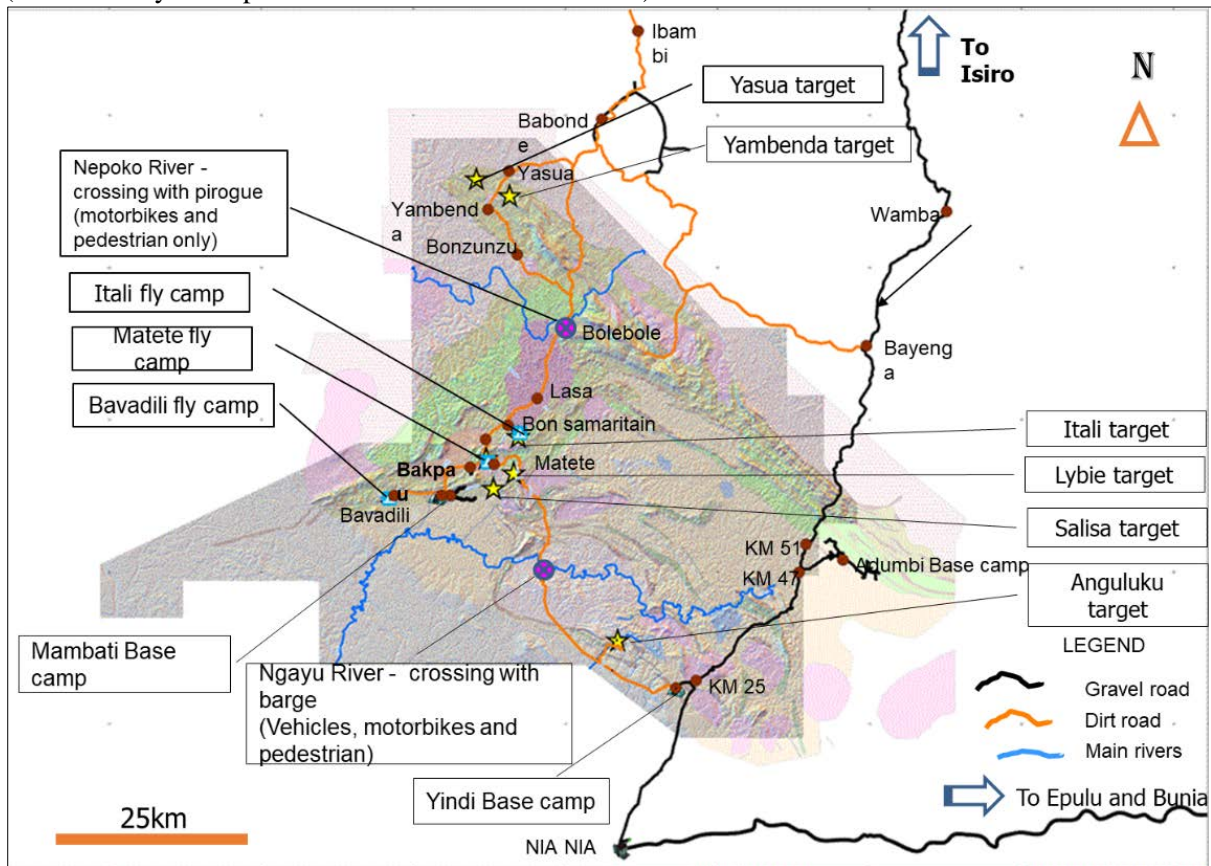 Ibam
bi
To
Isiro
N
Yasua target
Babond
e
Yambenda target
Nepoko River -
crossing with pirogue
(motorbikes and
pedestrian only)
Yasua
Yambend
a
Wamba
Bonzunzu
Itali fly camp
Bolebole
Matete fly
camp
Bayeng
a
Bavadili fly camp
Lasa
Bon samaritain
Itali target
Matete
Bakpa
u
Lybie target
Bavadili
Salisa target
KM 51
Adumbi Base camp
KM 47
Anguluku
target
Mambati Base
camp
LEGEND
Ngayu River - crossing with
barge
(Vehicles, motorbikes and
pedestrian)
KM 25
Gravel road
Dirt road
Main rivers
Yindi Base camp
To Epulu and Bunia
25km
NIA NIA